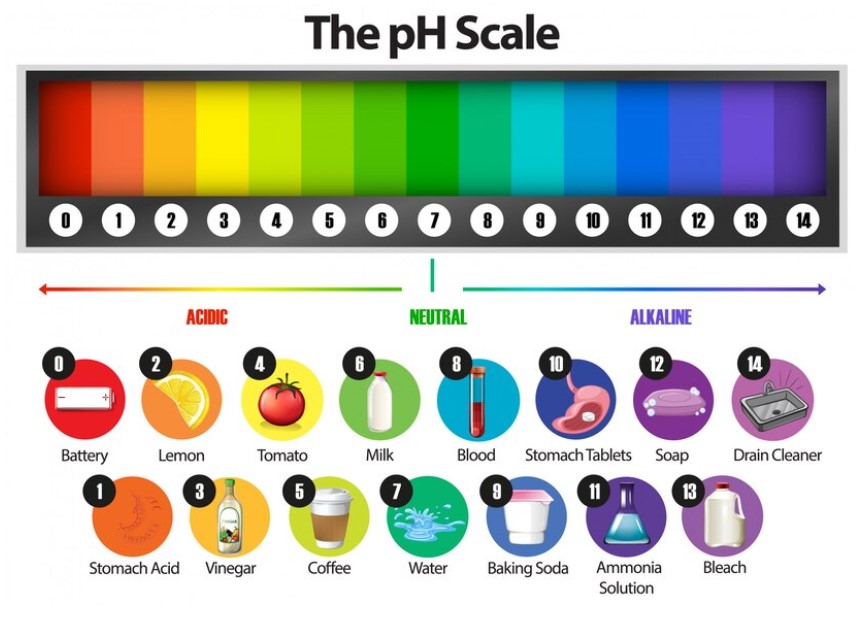 The pH Scale
0 1 2 3 4 5 6 7 8 9 10 11 12 13 14
ACIDIC NEUTRAL ALKALINE
0 2 4 6 8 10 12 14
Battery Lemon Tomato Milk Blood Stomach Tablets Soap Drain Cleaner
1 3 5 7 9 11 13
VINEGAR
Stomach Acid Vinegar Coffee Water Baking Soda Ammonia Bleach
Solution